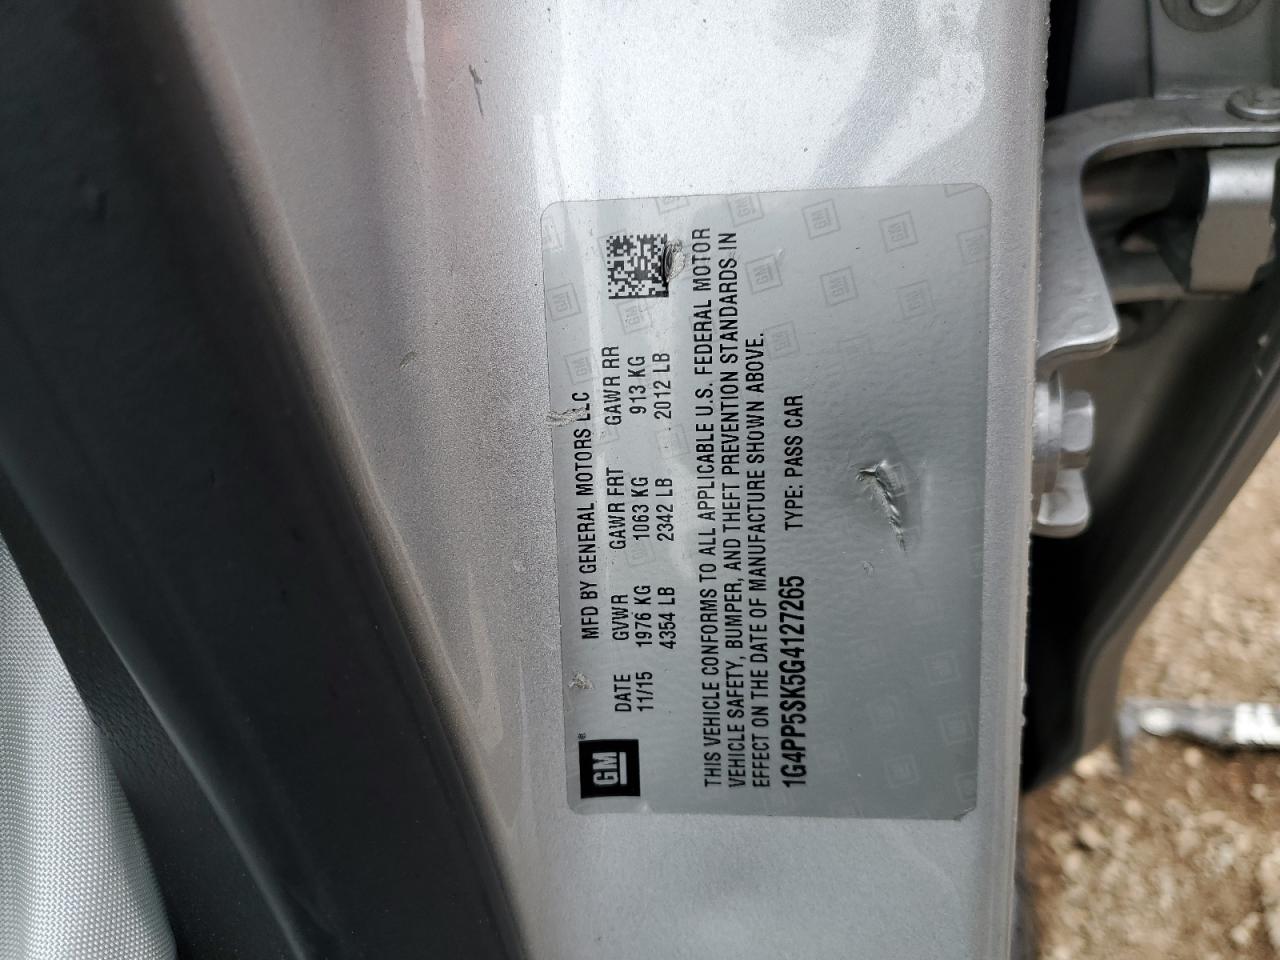 GM®
MFD BY GENERAL MOTORS LLC
DATE GVWR GAWR FRT GAWR RR
11/15 1976 KG 1063 KG 913 KG
4354 LB 2342 LB 2012 LB
THIS VEHICLE CONFORMS TO ALL APPLICABLE U.S. FEDERAL MOTOR
VEHICLE SAFETY, BUMPER, AND THEFT PREVENTION STANDARDS IN
EFFECT ON THE DATE OF MANUFACTURE SHOWN ABOVE.
1G4PP5SK5G4127265 TYPE: PASS CAR